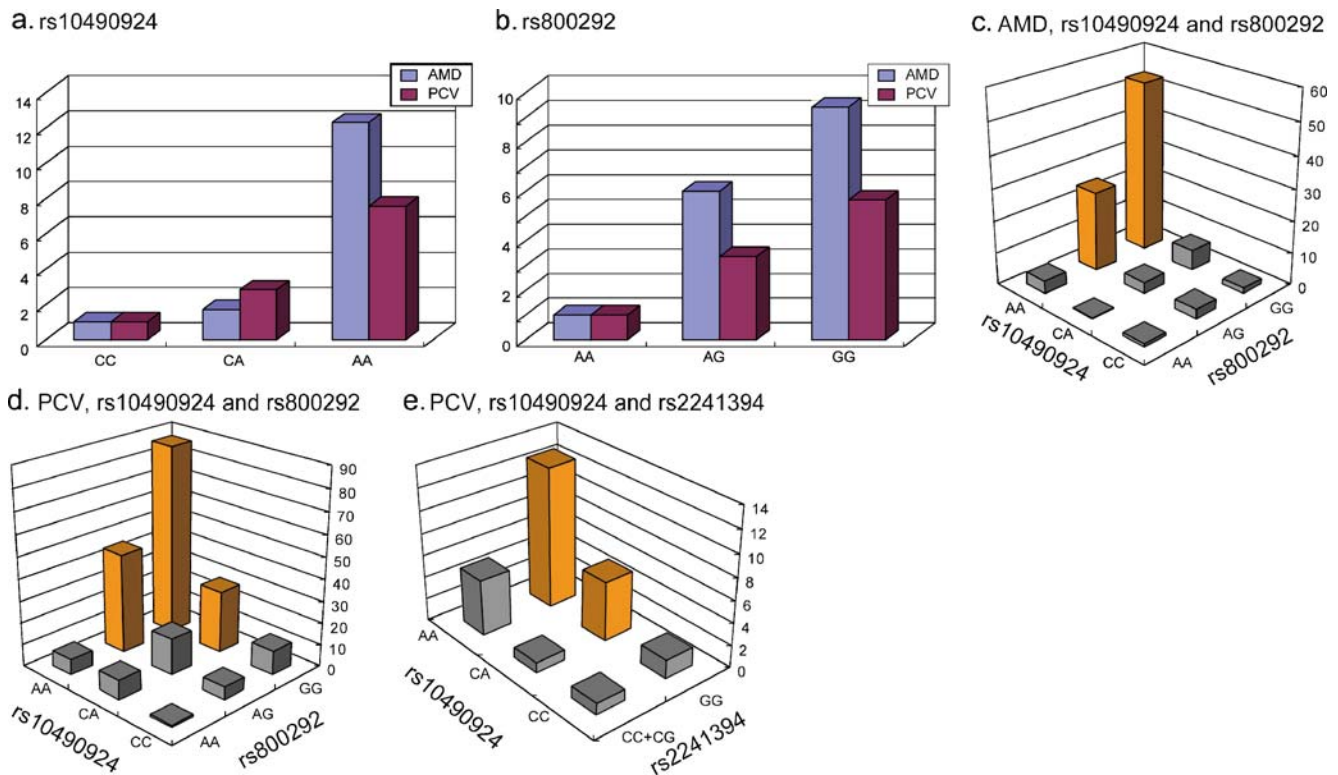 a. rs10490924
AMD
PCV
14
12
10
8
6
4
2
0
CC CA AA
b. rs800292
AMD
PCV
10
8
6
4
2
0
AA AG GG
c. AMD, rs10490924 and rs800292
60
50
40
30
20
10
0
AA
CA
CC
rs10490924
AA
AG
GG
rs800292
d. PCV, rs10490924 and rs800292
90
80
70
60
50
40
30
20
10
0
AA
CA
CC
rs10490924
AA
AG
GG
rs800292
e. PCV, rs10490924 and rs2241394
14
12
10
8
6
4
2
0
AA
CA
CC
rs10490924
CC+CG
GG
rs2241394